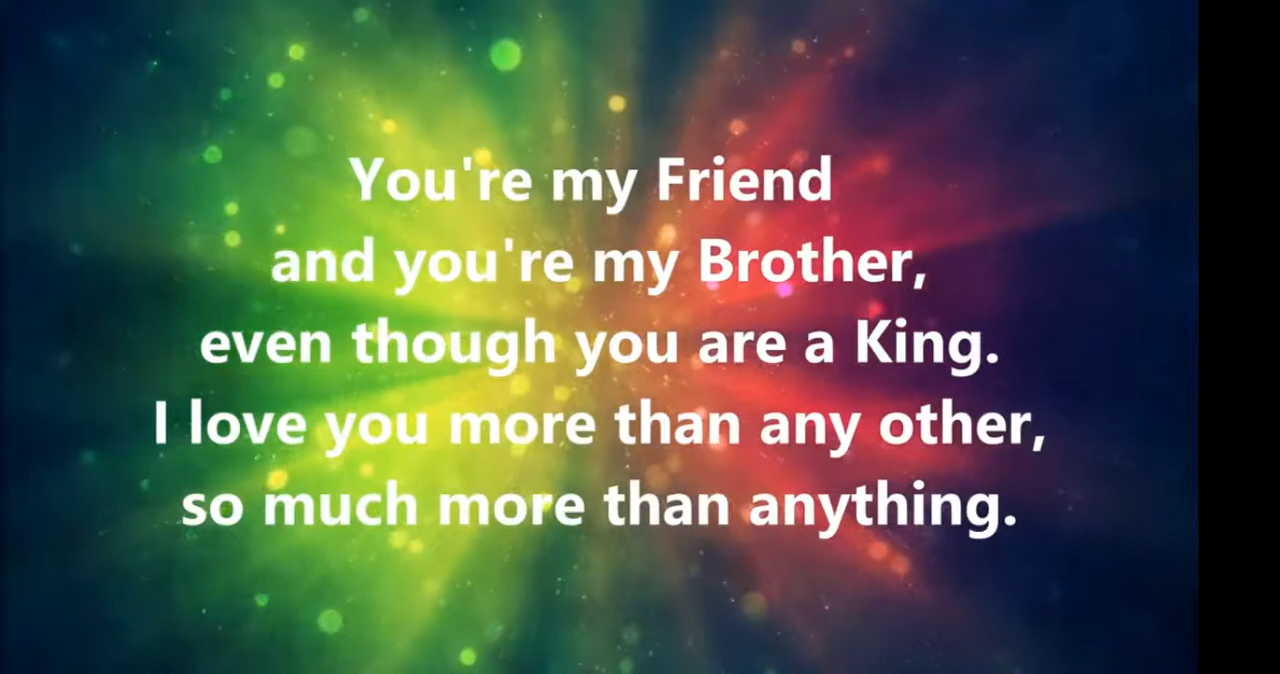 You're my Friend
and you're my Brother,
even though you are a King.
I love you more than any other,
so much more than anything.